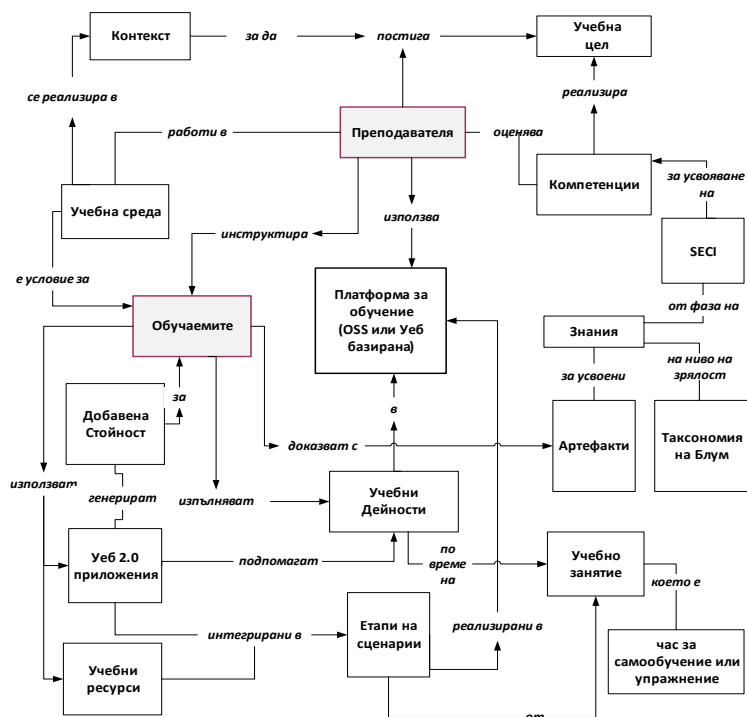 Контекст
за да
постига
Учебна
цел
се реализира в
реализира
работи в
Преподавателя
оценява
Компетенции
за усвояване
на
Учебна среда
използва
инструктира
SECI
е условие за
Платформа за
обучение
(OSS или Уеб
базирана)
от фаза на
Обучаемите
Знания
на ниво на
зрялост
за усвоени
за
в
Добавена
Стойност
доказват с
Артефакти
Таксономия
на Блум
използват
генерират
изпълняват
Учебни
Дейности
Уеб 2.0
приложения
подпомагат
по
време
на
Учебно
занятие
което е
интегрирани в
Етапи на
сценарии
реализирани в
Учебни
ресурси
час за
самообучение или
упражнение
от